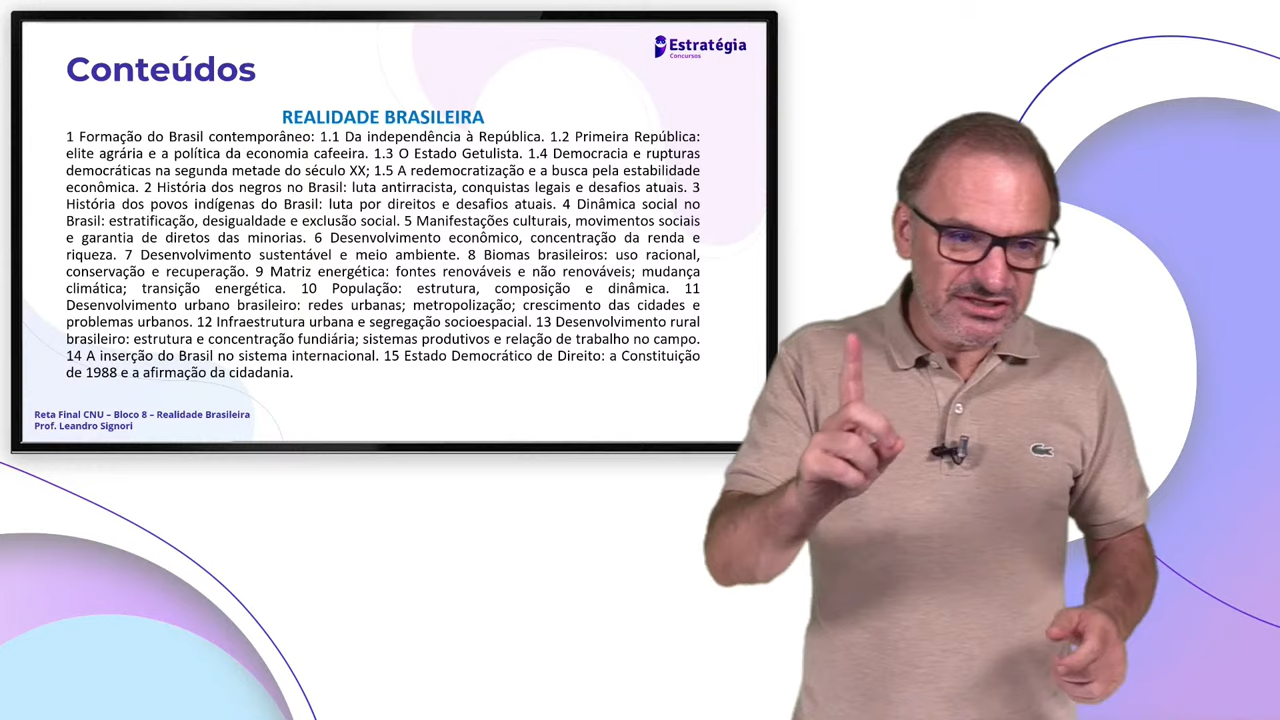 Estratégia
Concursos
Conteúdos
REALIDADE BRASILEIRA
1 Formação do Brasil contemporâneo: 1.1 Da independência à República. 1.2 Primeira República:
elite agrária e a política da economia cafeeira. 1.3 O Estado Getulista. 1.4 Democracia e rupturas
democráticas na segunda metade do século XX; 1.5 A redemocratização e a busca pela estabilidade
econômica. 2 História dos negros no Brasil: luta antirracista, conquistas legais e desafios atuais. 3
História dos povos indígenas do Brasil: luta por direitos e desafios atuais. 4 Dinâmica social no
Brasil: estratificação, desigualdade e exclusão social. 5 Manifestações culturais, movimentos sociais
e garantia de diretos das minorias. 6 Desenvolvimento econômico, concentração da renda e
riqueza. 7 Desenvolvimento sustentável e meio ambiente. 8 Biomas brasileiros: uso racional,
conservação e recuperação. 9 Matriz energética: fontes renováveis e não renováveis; mudança
climática; transição energética. 10 População: estrutura, composição e dinâmica. 11
Desenvolvimento urbano brasileiro: redes urbanas; metropolização; crescimento das cidades e
problemas urbanos. 12 Infraestrutura urbana e segregação socioespacial. 13 Desenvolvimento rural
brasileiro: estrutura e concentração fundiária; sistemas produtivos e relação de trabalho no campo.
14 A inserção do Brasil no sistema internacional. 15 Estado Democrático de Direito: a Constituição
de 1988 e a afirmação da cidadania.
Reta Final CNU – Bloco 8 – Realidade Brasileira
Prof. Leandro Signori